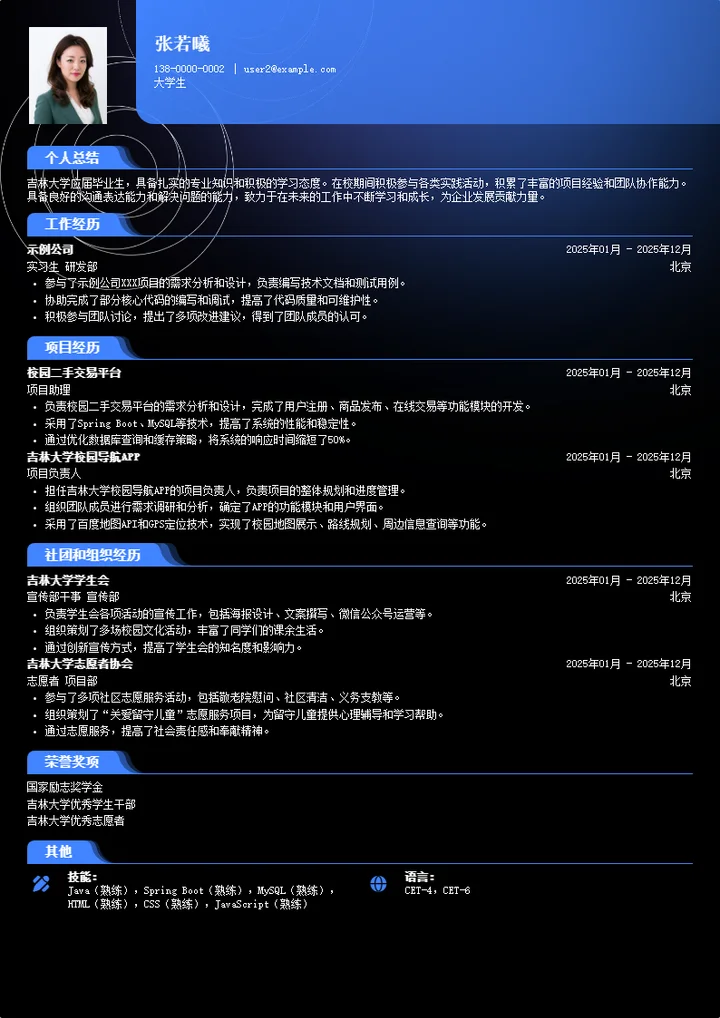 张若曦
138-0000-0002 | user2@example.com
大学生
个人总结
吉林大学应届毕业生，具备扎实的专业知识和积极的学习态度。在校期间积极参与各类实践活动，积累了丰富的项目经验和团队协作能力。
具备良好的沟通表达能力和解决问题的能力，致力于在未来的工作中不断学习和成长，为企业发展贡献力量。
工作经历
示例公司 2025年01月 - 2025年12月
实习生 研发部 北京
• 参与了示例公司XXX项目的需求分析和设计，负责编写技术文档和测试用例。
• 协助完成了部分核心代码的编写和调试，提高了代码质量和可维护性。
• 积极参与团队讨论，提出了多项改进建议，得到了团队成员的认可。
项目经历
校园二手交易平台 2025年01月 - 2025年12月
项目助理 北京
• 负责校园二手交易平台的需求分析和设计，完成了用户注册、商品发布、在线交易等功能模块的开发。
• 采用了Spring Boot、MySQL等技术，提高了系统的性能和稳定性。
• 通过优化数据库查询和缓存策略，将系统的响应时间缩短了50%。
吉林大学校园导航APP 2025年01月 - 2025年12月
项目负责人 北京
• 担任吉林大学校园导航APP的项目负责人，负责项目的整体规划和进度管理。
• 组织团队成员进行需求调研和分析，确定了APP的功能模块和用户界面。
• 采用了百度地图API和GPS定位技术，实现了校园地图展示、路线规划、周边信息查询等功能。
社团和组织经历
吉林大学学生会 2025年01月 - 2025年12月
宣传部干事 宣传部 北京
• 负责学生会各项活动的宣传工作，包括海报设计、文案撰写、微信公众号运营等。
• 组织策划了多场校园文化活动，丰富了同学们的课余生活。
• 通过创新宣传方式，提高了学生会的知名度和影响力。
吉林大学志愿者协会 2025年01月 - 2025年12月
志愿者 项目部 北京
• 参与了多项社区志愿服务活动，包括敬老院慰问、社区清洁、义务支教等。
• 组织策划了“关爱留守儿童”志愿服务项目，为留守儿童提供心理辅导和学习帮助。
• 通过志愿服务，提高了社会责任感和奉献精神。
荣誉奖项
国家励志奖学金
吉林大学优秀学生干部
吉林大学优秀志愿者
其他
技能： 语言：
Java（熟练），Spring Boot（熟练），MySQL（熟练）， CET-4，CET-6
HTML（熟练），CSS（熟练），JavaScript（熟练）